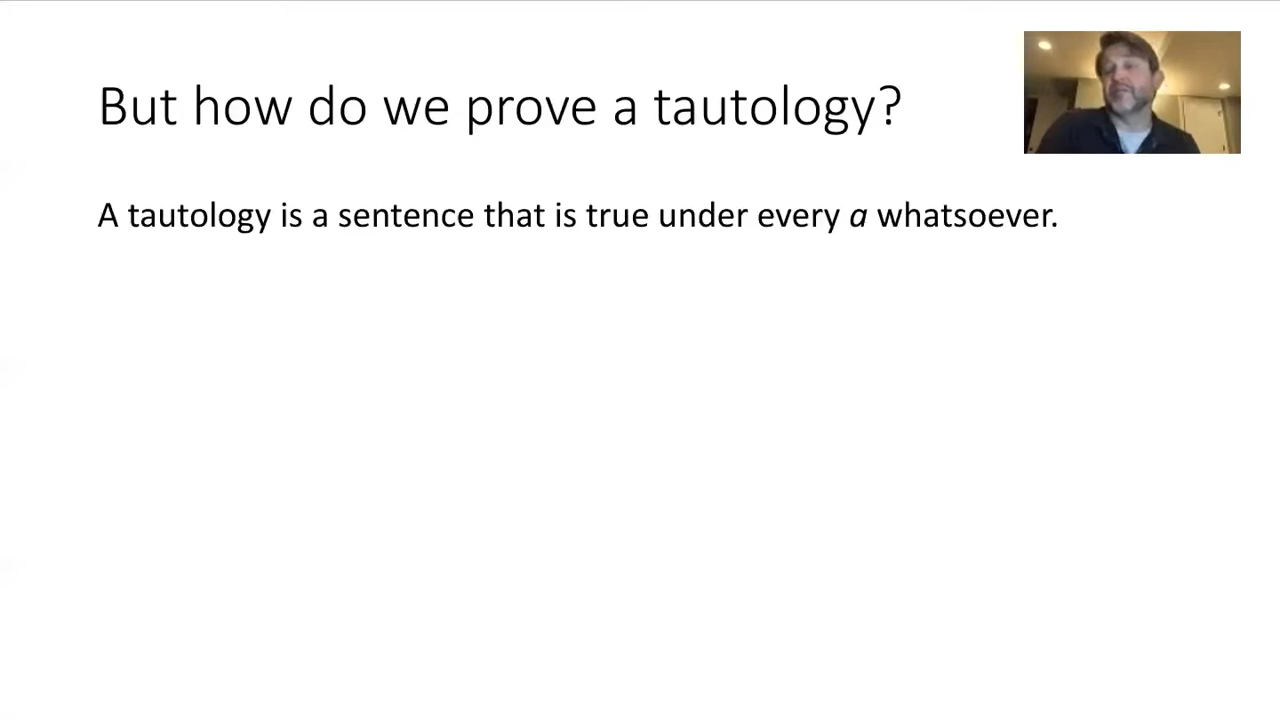 But how do we prove a tautology?
A tautology is a sentence that is true under every a whatsoever.